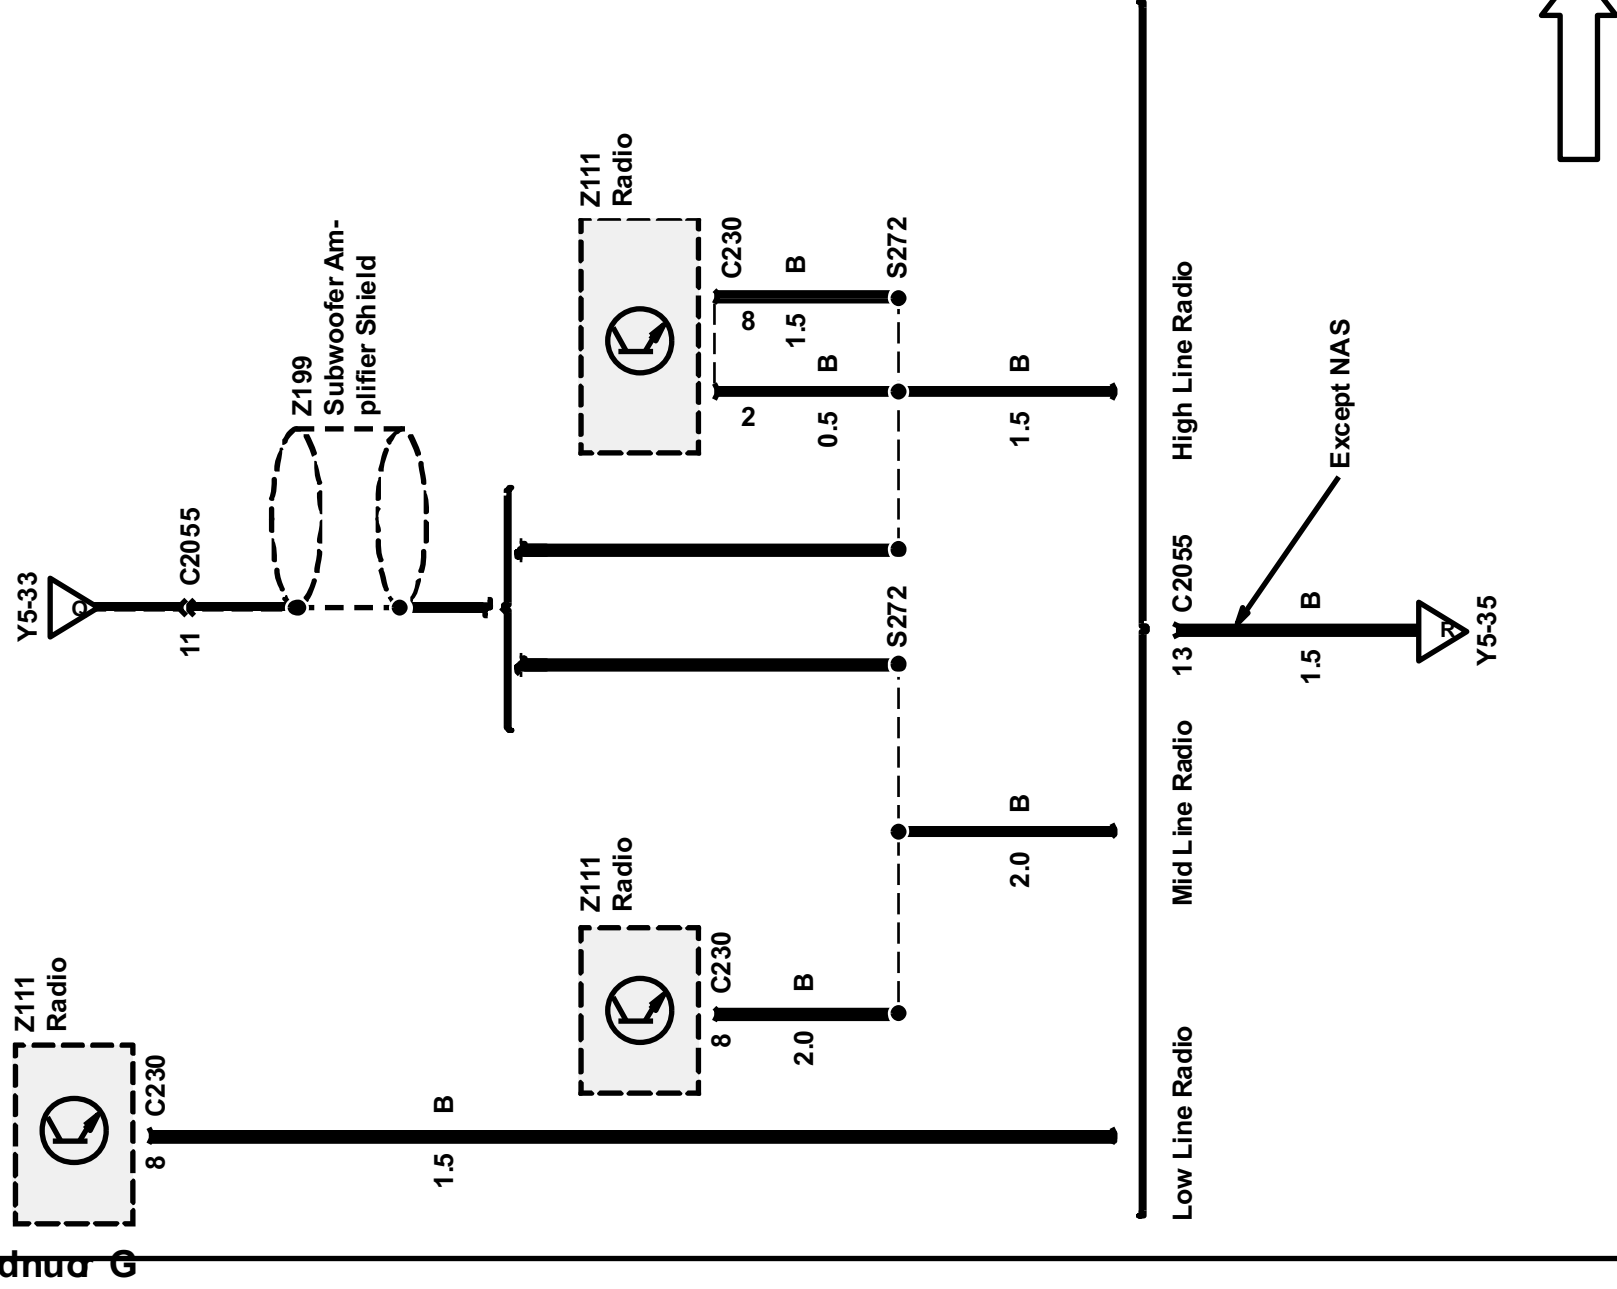 Y5-33
Q
11
C2055
Z199
Subwoofer Am-
plifier Shield
Z111
Radio
C230
8
B
1.5
Z111
Radio
C230
8
B
2.0
S272
B
2.0
Z111
Radio
C230
8
B
1.5
2
B
0.5
S272
B
1.5
Low Line Radio
Mid Line Radio
High Line Radio
13
C2055
Except NAS
B
1.5
R
Y5-35